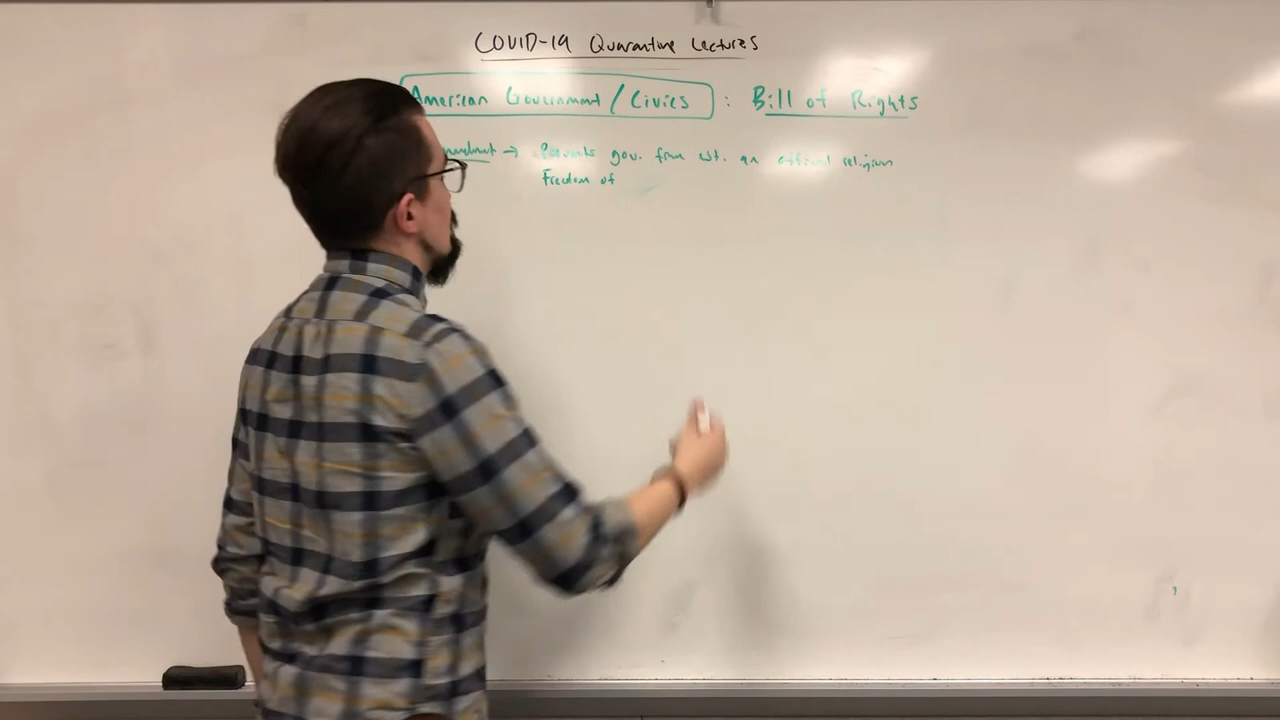 COVID-19 Quarantine Lectures
American Government / Civics : Bill of Rights
→ Prevents gov. from est. an official religion
Freedom of